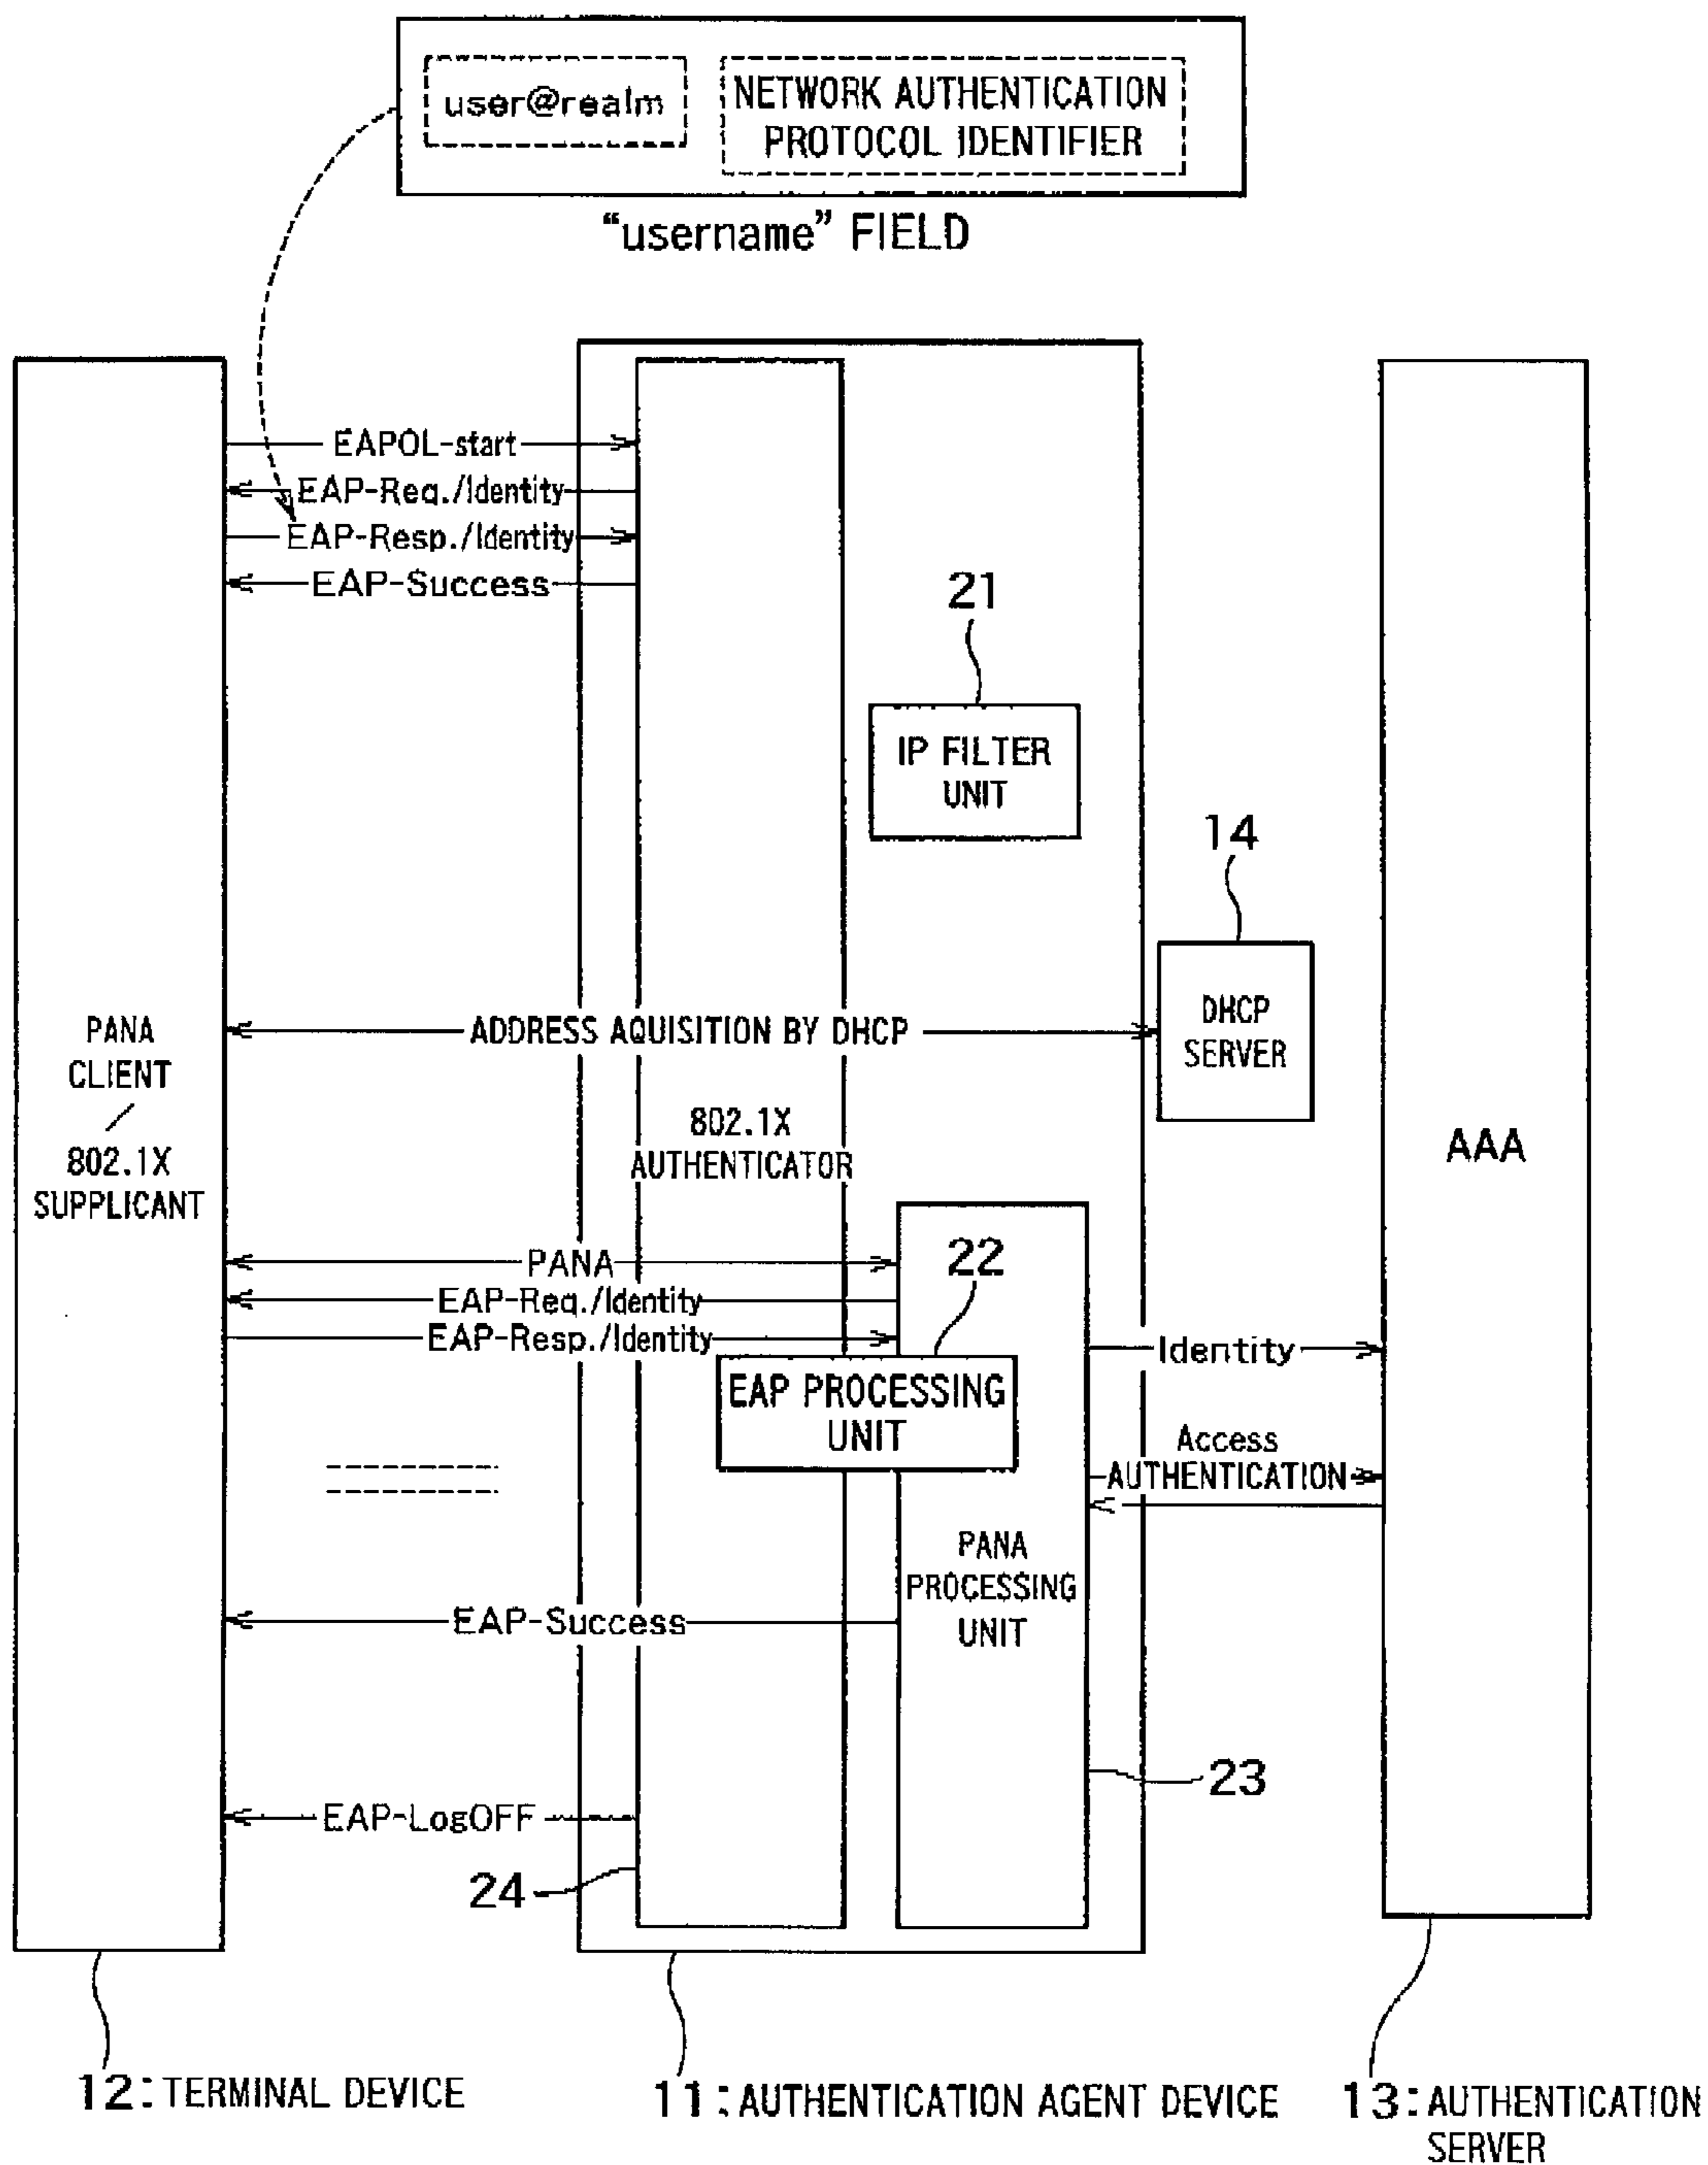 user@realm
NETWORK AUTHENTICATION
PROTOCOL IDENTIFIER
“username” FIELD
EAPOL-start
EAP-Req./Identity
EAP-Resp./Identity
EAP-Success
21
IP FILTER
UNIT
14
DHCP
SERVER
ADDRESS AQUISITION BY DHCP
PANA
CLIENT
/
802.1X
SUPPLICANT
802.1X
AUTHENTICATOR
AAA
PANA
22
EAP-Req./Identity
EAP-Resp./Identity
Identity
EAP PROCESSING
UNIT
Access
AUTHENTICATION
PANA
PROCESSING
UNIT
EAP-Success
23
EAP-LogOFF
24
12:TERMINAL DEVICE
11:AUTHENTICATION AGENT DEVICE
13:AUTHENTICATION
SERVER